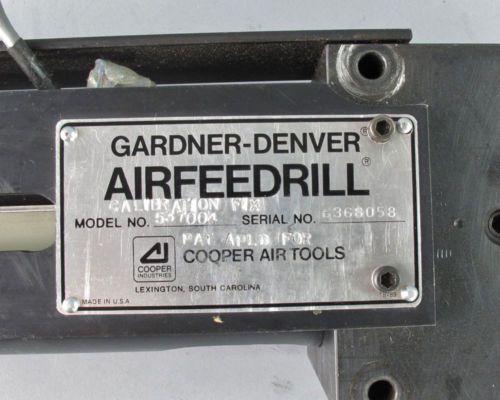 GARDNER-DENVER®
AIRFEEDRILL®
CALIBRATION FIX
MODEL NO. 537004 SERIAL NO. G368058
PAT APLD FOR
COOPER AIR TOOLS
COOPER
INDUSTRIES
LEXINGTON, SOUTH CAROLINA
MADE IN U.S.A